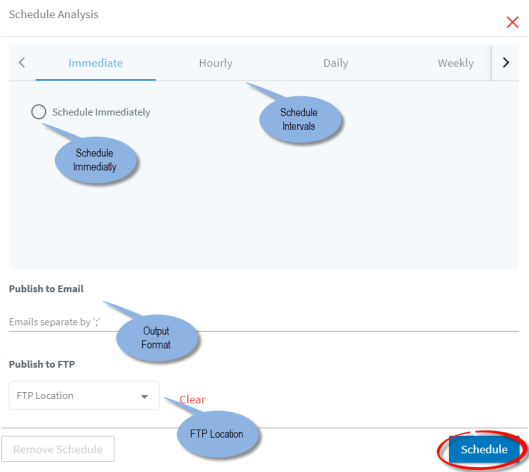 Schedule Analysis
Immediate
Hourly
Daily
Weekly
Schedule Immediately
Schedule
Intervals
Schedule
Immediatly
Publish to Email
Emails separate by ';'
Output
Format
Publish to FTP
FTP Location
Clear
FTP Location
Remove Schedule
Schedule